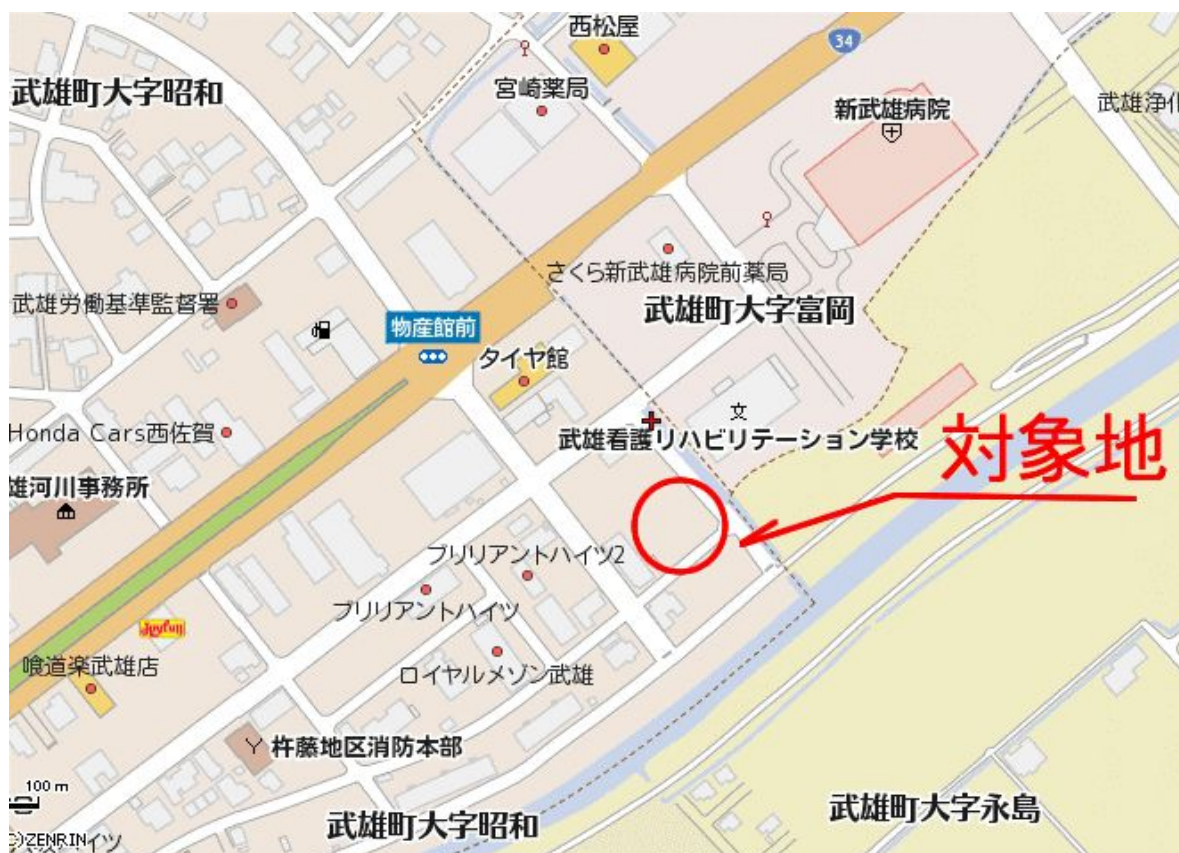 西松屋
34
武雄町大字昭和
宮崎薬局
新武雄病院
武雄浄化
さくら新武雄病院前薬局
武雄労働基準監督署
武雄町大字富岡
物産館前
タイヤ館
文
Honda Cars西佐賀
武雄看護リハビリテーション学校
対象地
雄河川事務所
ブリリアントハイツ2
ブリリアントハイツ
Joyfull
喰道楽武雄店
ロイヤルメゾン武雄
杵藤地区消防本部
100 m
武雄町大字昭和
武雄町大字永島
C)ZENRIN
ハイツ